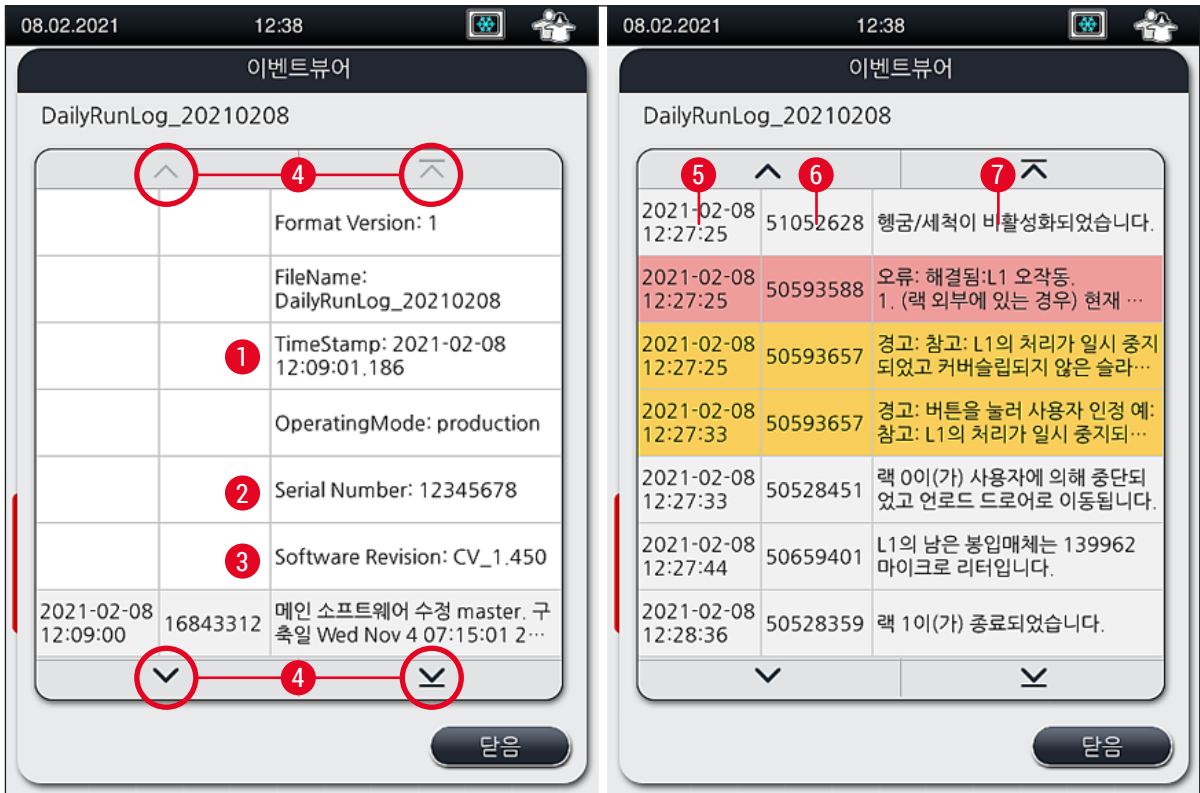 08.02.2021 12:38
이벤트뷰어
DailyRunLog_20210208
4
Format Version: 1
FileName:
DailyRunLog_20210208
1
TimeStamp: 2021-02-08
12:09:01.186
OperatingMode: production
2
Serial Number: 12345678
3
Software Revision: CV_1.450
2021-02-08
12:09:00
16843312
메인 소프트웨어 수정 master. 구
축일 Wed Nov 4 07:15:01 2···
4
닫음
08.02.2021 12:38
이벤트뷰어
DailyRunLog_20210208
5 6 7
2021-02-08
12:27:25
51052628
헹굼/세척이 비활성화되었습니다.
2021-02-08
12:27:25
50593588
오류: 해결됨:L1 오작동.
1. (랙 외부에 있는 경우) 현재 ···
2021-02-08
12:27:25
50593657
경고: 참고: L1의 처리가 일시 중지
되었고 커버슬립되지 않은 슬라···
2021-02-08
12:27:33
50593657
경고: 버튼을 눌러 사용자 인정 예:
참고: L1의 처리가 일시 중지되···
2021-02-08
12:27:33
50528451
랙 0이(가) 사용자에 의해 중단되
었고 언로드 드로어로 이동됩니다.
2021-02-08
12:27:44
50659401
L1의 남은 봉입매체는 139962
마이크로 리터입니다.
2021-02-08
12:28:36
50528359
랙 1이(가) 종료되었습니다.
닫음